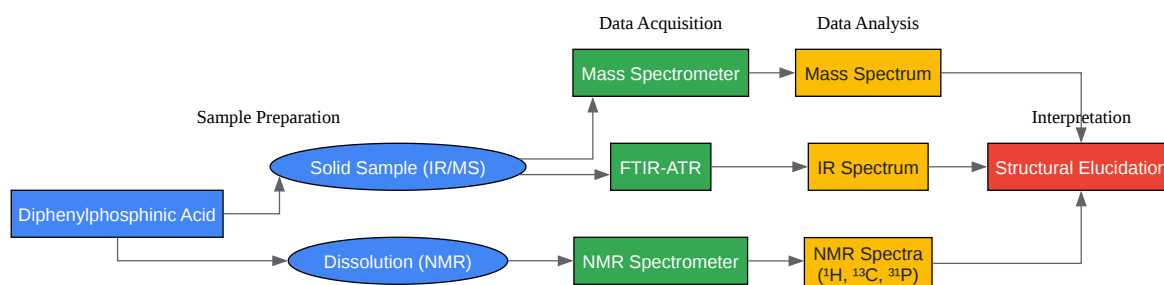 Data Acquisition
Data Analysis
Mass Spectrometer
Mass Spectrum
Sample Preparation
Interpretation
Solid Sample (IR/MS)
FTIR-ATR
IR Spectrum
Structural Elucidation
Diphenylphosphinic Acid
Dissolution (NMR)
NMR Spectrometer
NMR Spectra
(¹H, ¹³C, ³¹P)